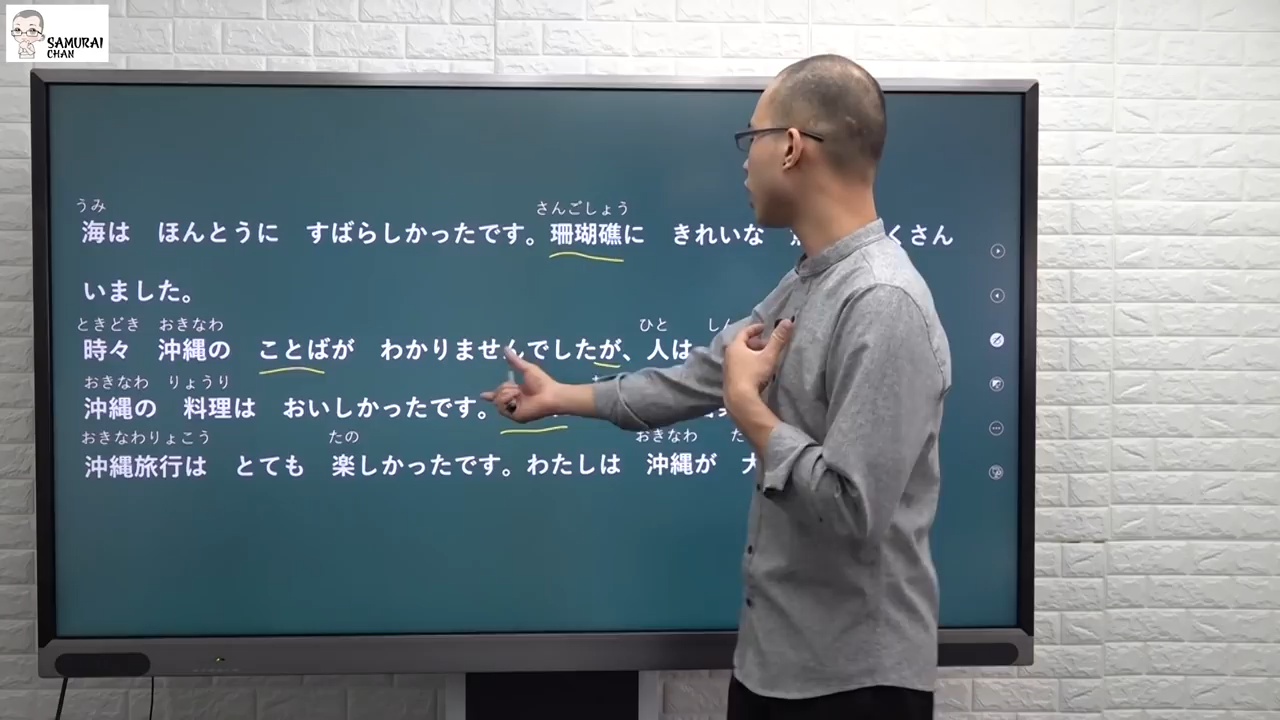 SAMURAI
CHAN
うみ さんごしょう
海は ほんとうに すばらしかったです。珊瑚礁に きれいな くさん
いました。
ときどき おきなわ ひと しん
時々 沖縄の ことばが わかりませんでしたが、人は
おきなわ りょうり
沖縄の 料理は おいしかったです。
おきなわりょこう たの おきなわ
沖縄旅行は とても 楽しかったです。わたしは 沖縄が 大